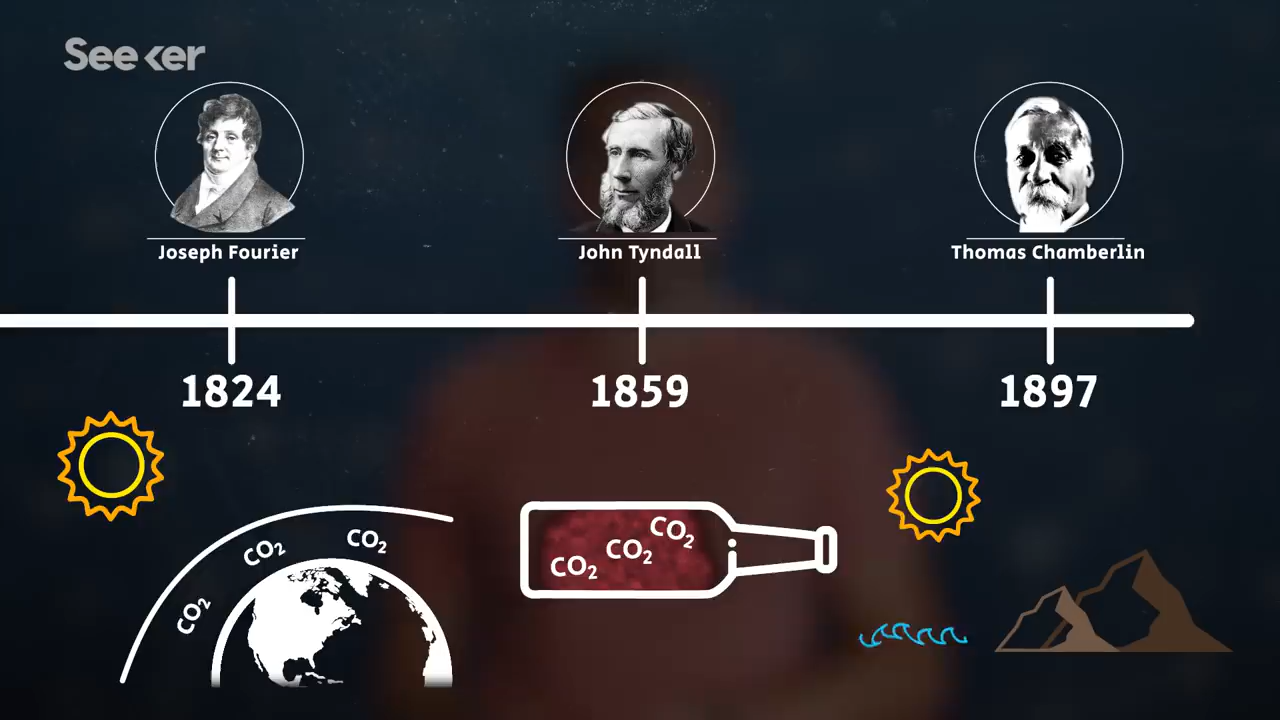 Seeker
Joseph Fourier
John Tyndall
Thomas Chamberlin
1824
1859
1897
CO₂
CO₂
CO₂
CO₂
CO₂
CO₂